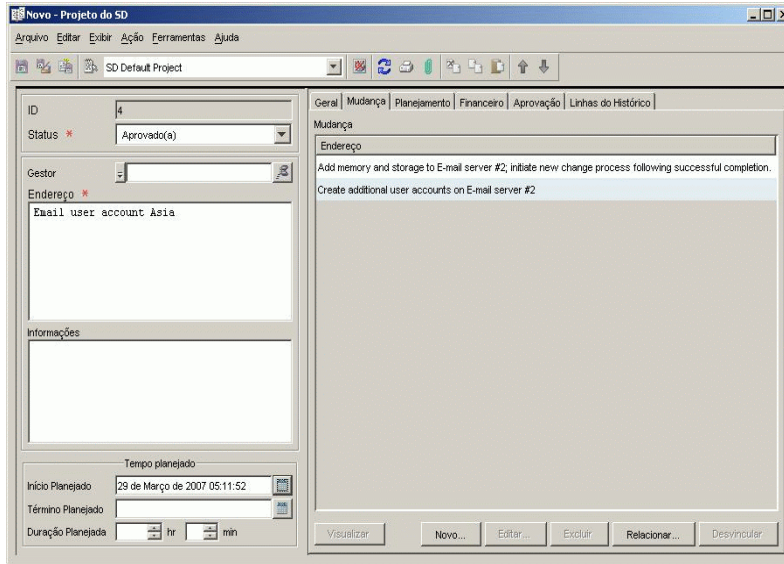 Novo - Projeto do SD
Arquivo Editar Exibir Ação Ferramentas Ajuda
SD Default Project
ID 4
Status * Aprovado(a)
Gestor
Endereço *
Email user account Asia
Informações
Tempo planejado
Início Planejado 29 de Março de 2007 05:11:52
Término Planejado
Duração Planejada hr min
Geral Mudança Planejamento Financeiro Aprovação Linhas do Histórico
Mudança
Endereço
Add memory and storage to E-mail server #2; initiate new change process following successful completion.
Create additional user accounts on E-mail server #2
Visualizar Novo... Editar... Excluir Relacionar... Desvincular